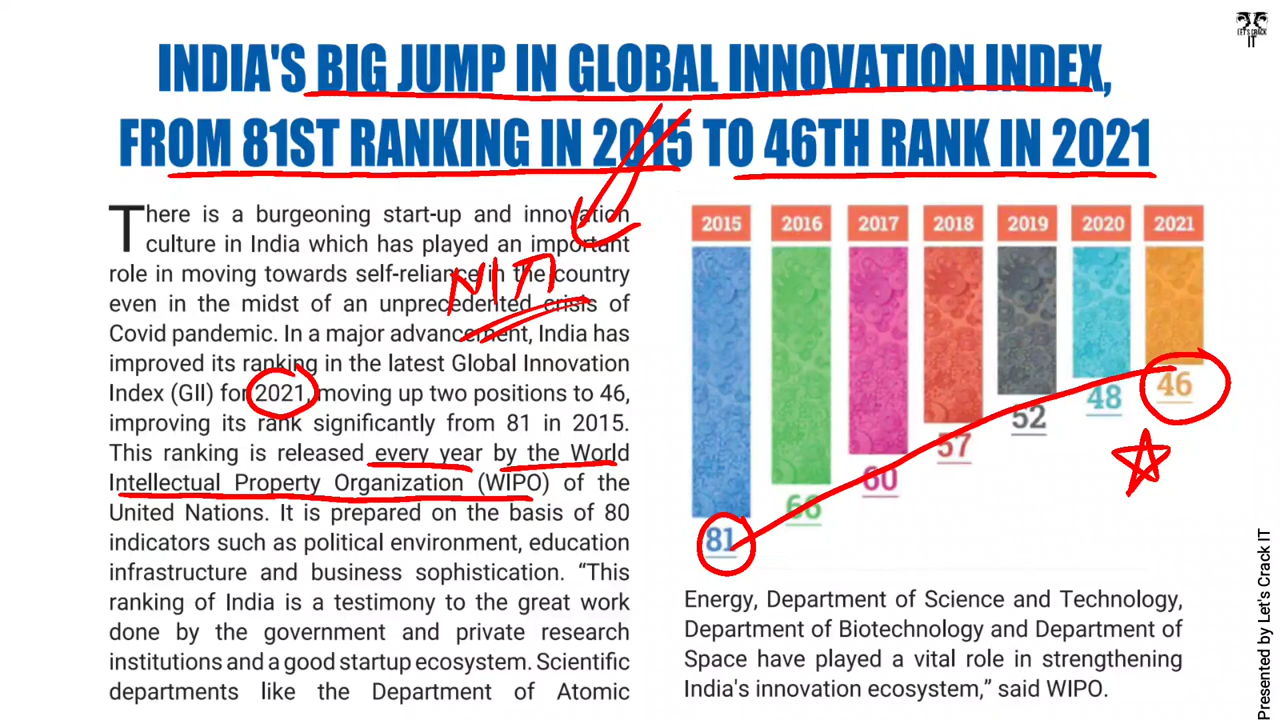 LET'S CRACK
IT
INDIA'S BIG JUMP IN GLOBAL INNOVATION INDEX,
FROM 81ST RANKING IN 2015 TO 46TH RANK IN 2021
There is a burgeoning start-up and innovation
culture in India which has played an important
role in moving towards self-reliance in the country
even in the midst of an unprecedented crisis of
Covid pandemic. In a major advancement, India has
improved its ranking in the latest Global Innovation
Index (GII) for 2021, moving up two positions to 46,
improving its rank significantly from 81 in 2015.
This ranking is released every year by the World
Intellectual Property Organization (WIPO) of the
United Nations. It is prepared on the basis of 80
indicators such as political environment, education
infrastructure and business sophistication. “This
ranking of India is a testimony to the great work
done by the government and private research
institutions and a good startup ecosystem. Scientific
departments like the Department of Atomic
NITI
2015 2016 2017 2018 2019 2020 2021
81 66 60 57 52 48 46
Energy, Department of Science and Technology,
Department of Biotechnology and Department of
Space have played a vital role in strengthening
India's innovation ecosystem,” said WIPO.
Presented by Let's Crack IT